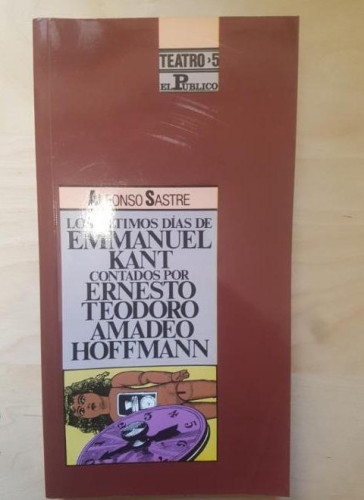 TEATRO›5
EL PUBLICO
ALFONSO SASTRE
LOS ÚLTIMOS DÍAS DE
EMMANUEL
KANT
CONTADOS POR
ERNESTO
TEODORO
AMADEO
HOFFMANN